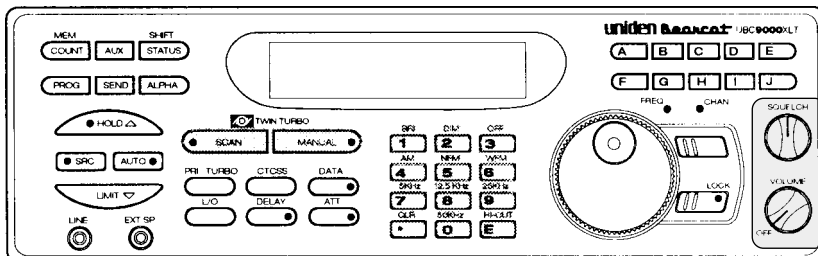 MEM SHIFT
COUNT AUX STATUS
PROG SEND ALPHA
HOLD △
SRC AUTO
LIMIT ▽
LINE EXT SP
TWIN TURBO
SCAN MANUAL
PRI TURBO CTCSS DATA
L/O DELAY ATT
PRI DIM OFF
1 2 3
AM NFM WFM
4 5 6
5KHz 12.5 KHz 25KHz
7 8 9
CLR 50KHz HI-CUT
• 0 E
uniden Bearcat UBC9000XLT
A B C D E
F G H I J
FREQ CHAN
LOCK
SQUELCH
VOLUME
OFF